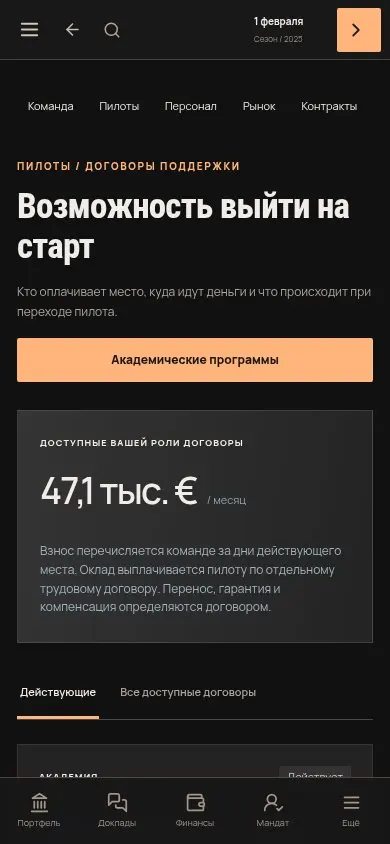 1 февраля
Сезон / 2025
Команда Пилоты Персонал Рынок Контракты
ПИЛОТЫ / ДОГОВОРЫ ПОДДЕРЖКИ
Возможность выйти на
старт
Кто оплачивает место, куда идут деньги и что происходит при
переходе пилота.
Академические программы
ДОСТУПНЫЕ ВАШЕЙ РОЛИ ДОГОВОРЫ
47,1 тыс. € / месяц
Взнос перечисляется команде за дни действующего
места. Оклад выплачивается пилоту по отдельному
трудовому договору. Перенос, гарантия и
компенсация определяются договором.
Действующие Все доступные договоры
АКАДЕМИЯ Действует
Портфель Доклады Финансы Мандат Ещё